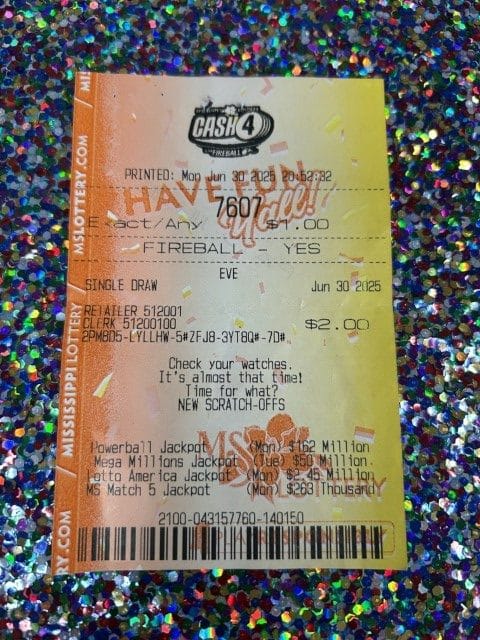 CASH 4
FIREBALL
PRINTED: Mon Jun 30 2025 20:52:32
HAVE FUN
Y'all!
7607
Exact/Any $1.00
FIREBALL - YES
EVE
SINGLE DRAW Jun 30 2025
RETAILER 512001
CLERK 51200100 $2.00
2PM8D5-LYLLHW-5#ZFJ8-3YT8Q#-7D#
Check your watches.
It's almost that time!
Time for what?
NEW SCRATCH-OFFS
Powerball Jackpot (Mon) $162 Million
Mega Millions Jackpot (Tue) $50 Million
Lotto America Jackpot (Mon) $2.45 Million
MS Match 5 Jackpot (Mon) $263 Thousand
2100-043157760-140150
MSLOTTERY.COM
/ MISSISSIPPI LOTTERY /
LOTTERY.COM